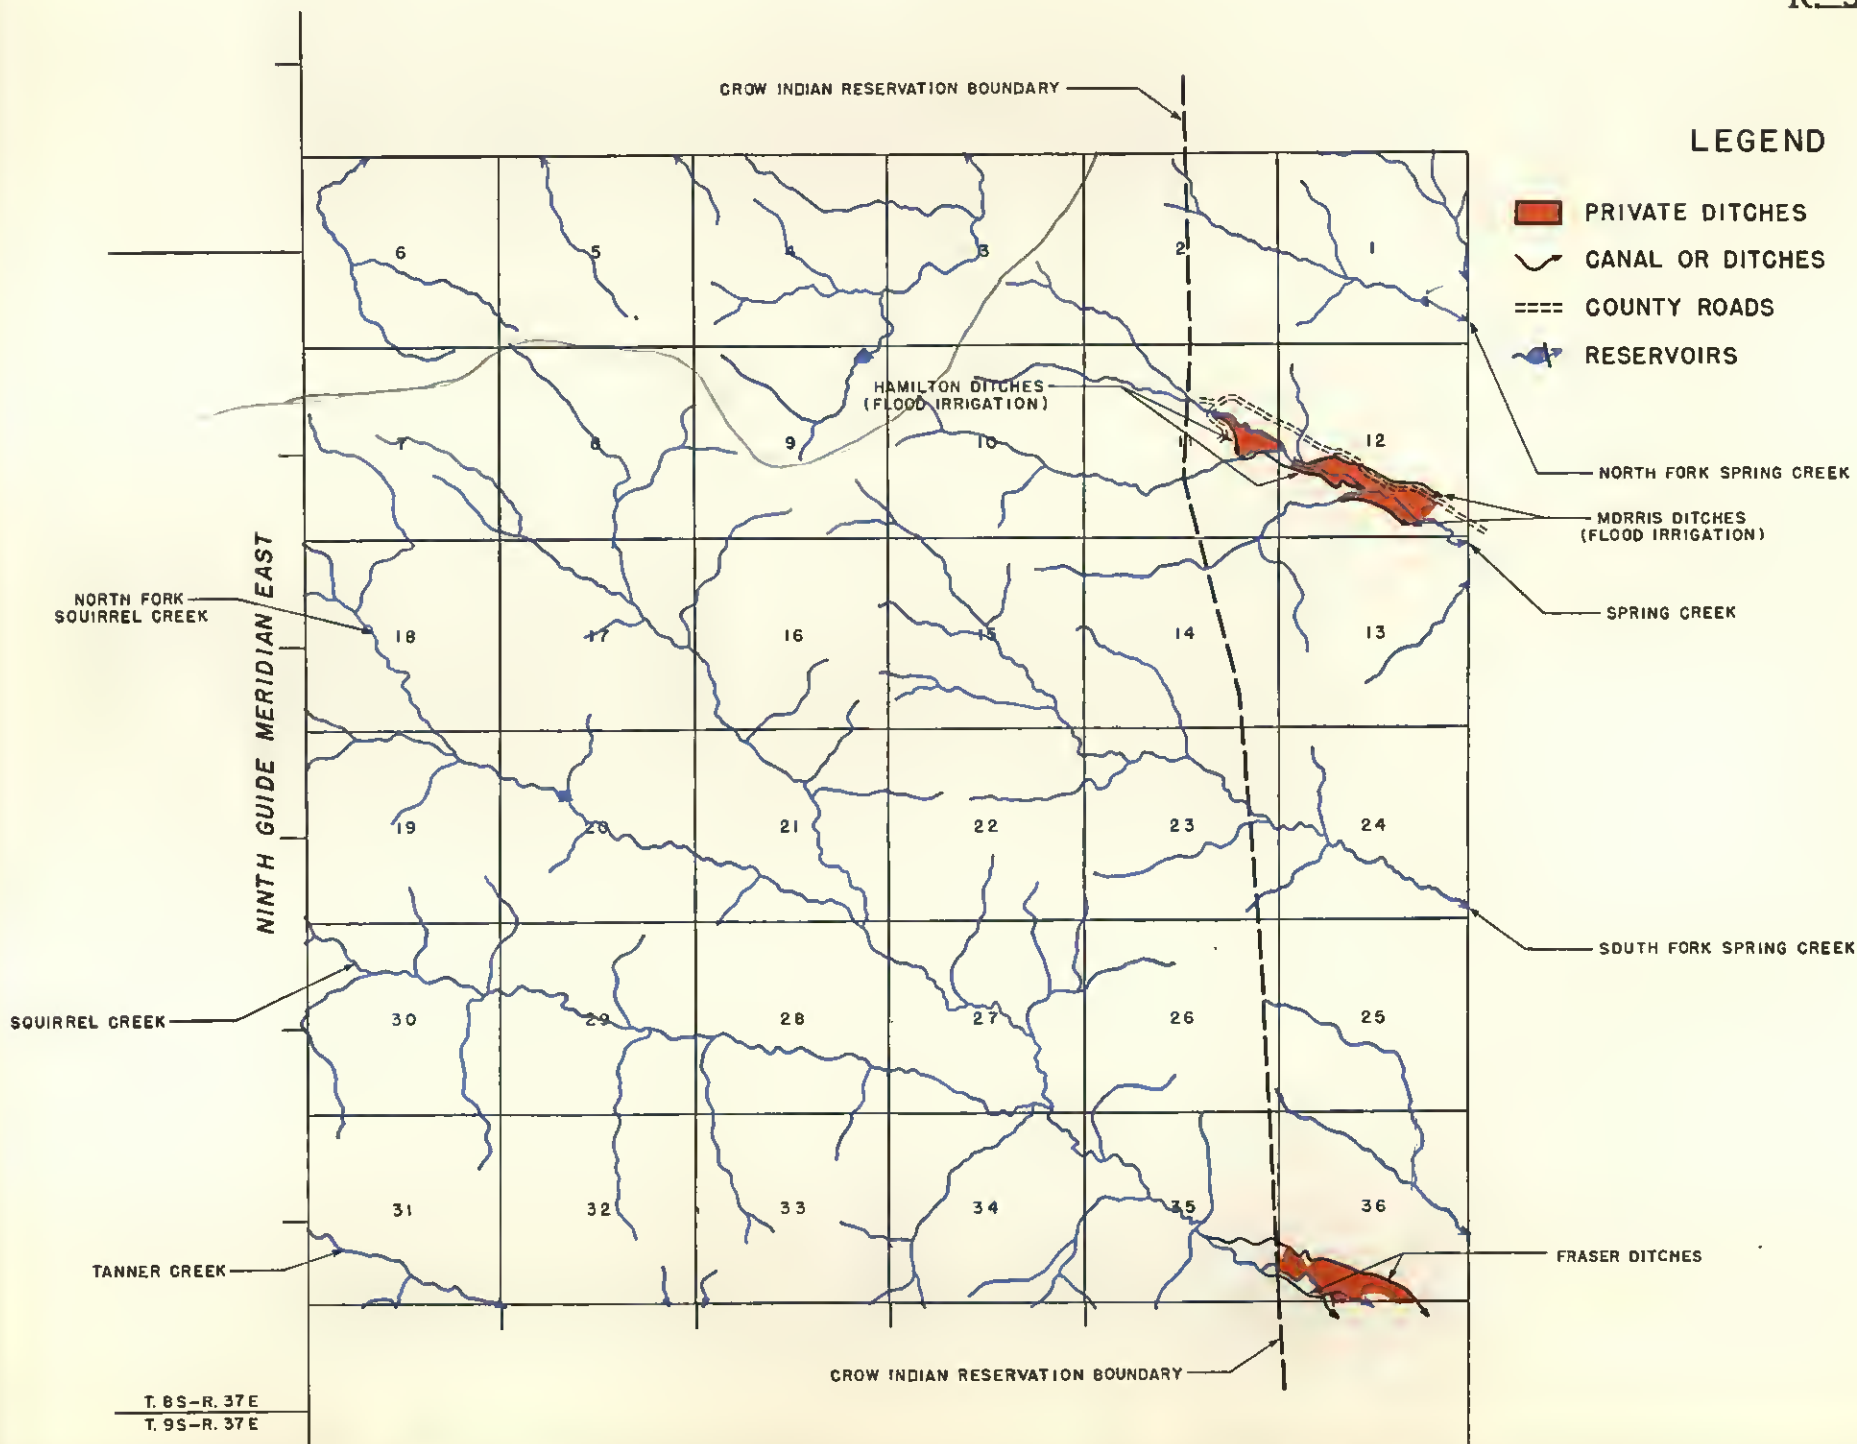 CROW INDIAN RESERVATION BOUNDARY
LEGEND
PRIVATE DITCHES
CANAL OR DITCHES
COUNTY ROADS
RESERVOIRS
6 5 4 3 2 1
HAMILTON DITCHES
(FLOOD IRRIGATION)
7 8 9 10 11 12
NORTH FORK SPRING CREEK
MORRIS DITCHES
(FLOOD IRRIGATION)
NINTH GUIDE MERIDIAN EAST
NORTH FORK
SQUIRREL CREEK
SPRING CREEK
18 17 16 15 14 13
19 20 21 22 23 24
SOUTH FORK SPRING CREEK
SQUIRREL CREEK
30 29 28 27 26 25
31 32 33 34 35 36
TANNER CREEK
FRASER DITCHES
CROW INDIAN RESERVATION BOUNDARY
T. 8S-R. 37E
T. 9S-R. 37E